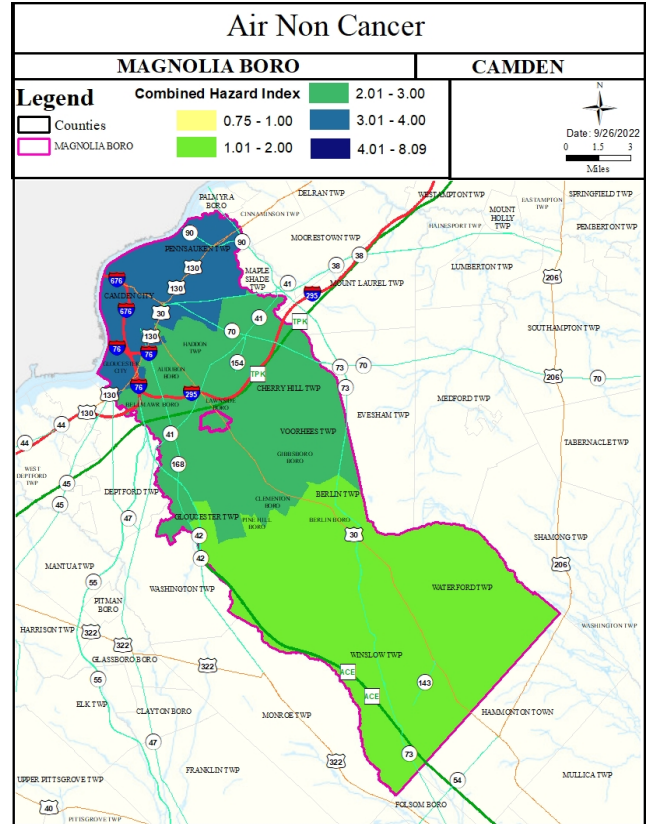 Air Non Cancer
MAGNOLIA BORO
CAMDEN
Legend
Counties
MAGNOLIA BORO
Combined Hazard Index
0.75 - 1.00
1.01 - 2.00
2.01 - 3.00
3.01 - 4.00
4.01 - 8.09
N
Date: 9/26/2022
0 1.5 3
Miles
PALMYRA
BORO
DELRAN TWP
WESTAMPTON TWP
SPRINGFIELD TWP
CINNAMINSON TWP
MOUNT
HOLLY
TWP
EASTAMPTON
TWP
PEMBERTON TWP
90
PENNSAUKEN TWP
90
MOORESTOWN TWP
HAINESPORT TWP
38
38
130
MAPLE
SHADE
TWP
LUMBERTON TWP
676
CAMDEN CITY
130
41
MOUNT LAUREL TWP
206
295
676
30
41
TPK
70
SOUTHAMPTON TWP
130
76
76
HADDON
TWP
GLOUCESTER
CITY
AUDUBON
BORO
154
TPK
73
70
206
70
76
CHERRY HILL TWP
73
130
295
BELLMAWR BORO
LAWNSIDE
BORO
MEDFORD TWP
130
44
EVESHAM TWP
44
41
VOORHEES TWP
TABERNACLE TWP
WEST
DEPTFORD
TWP
168
GIBBSBORO
BORO
45
45
DEPTFORD TWP
BERLIN TWP
CLEMENTON
BORO
47
GLOUCESTER TWP
PINE HILL
BORO
BERLIN BORO
42
30
SHAMONG TWP
42
206
MANTUA TWP
55
WASHINGTON TWP
WATERFORD TWP
PITMAN
BORO
HARRISON TWP
322
322
WASHINGTON TWP
GLASSBORO BORO
322
WINSLOW TWP
ACE
55
ACE
143
ELK TWP
CLAYTON BORO
MONROE TWP
HAMMONTON TOWN
47
73
322
FRANKLIN TWP
UPPER PITTSGROVE TWP
54
MULLICA TWP
40
FOLSOM BORO
PITTSGROVE TWP